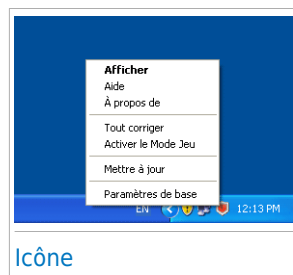 Afficher
Aide
À propos de
Tout corriger
Activer le Mode Jeu
Mettre à jour
Paramètres de base
EN 12:13 PM
Icône